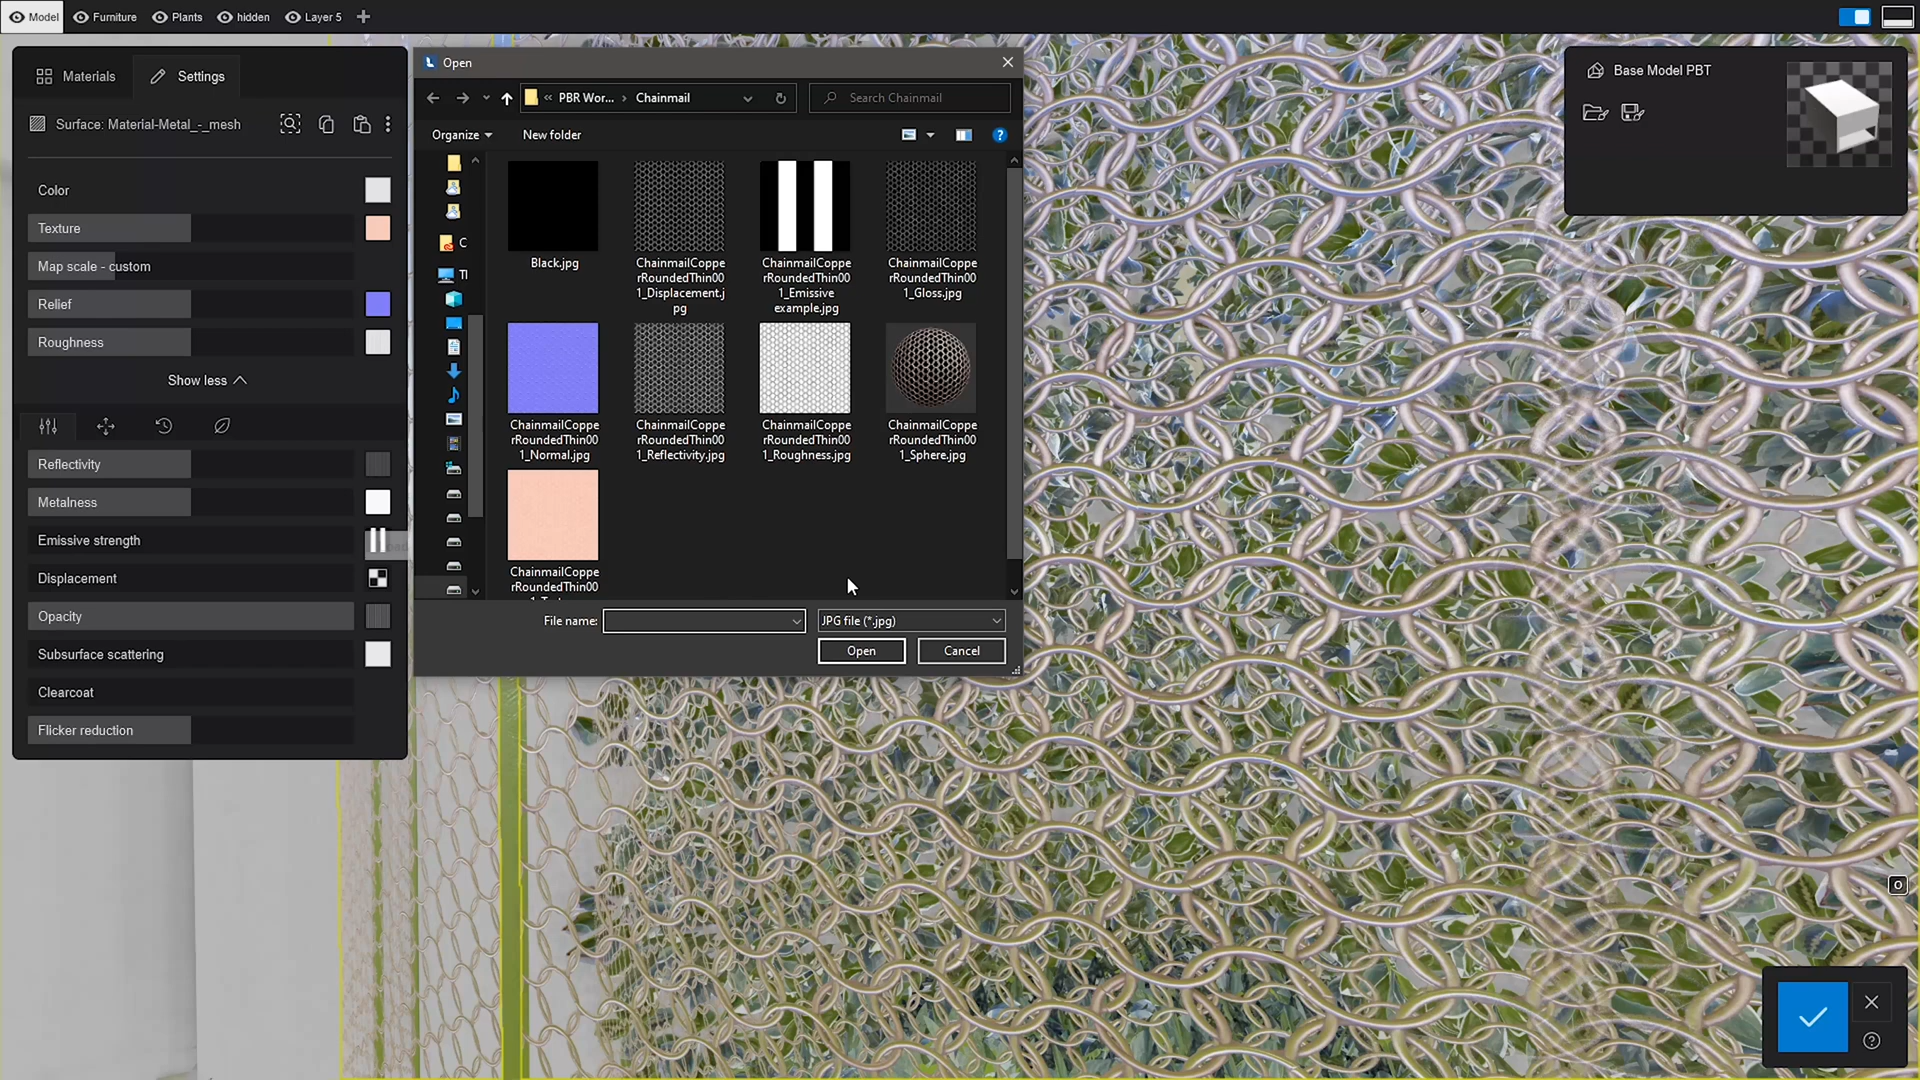 Model
Furniture
Plants
hidden
Layer 5
Materials
Settings
Surface: Material-Metal_-_mesh
Color
Texture
Map scale - custom
Relief
Roughness
Show less
Reflectivity
Metalness
Emissive strength
Displacement
Opacity
Subsurface scattering
Clearcoat
Flicker reduction
Open
« PBR Wor... › Chainmail
Search Chainmail
Organize
New folder
C
Black.jpg
ChainmailCoppe
rRoundedThin00
1_Displacement.j
pg
ChainmailCoppe
rRoundedThin00
1_Emissive
example.jpg
ChainmailCoppe
rRoundedThin00
1_Gloss.jpg
ChainmailCoppe
rRoundedThin00
1_Normal.jpg
ChainmailCoppe
rRoundedThin00
1_Reflectivity.jpg
ChainmailCoppe
rRoundedThin00
1_Roughness.jpg
ChainmailCoppe
rRoundedThin00
1_Sphere.jpg
ChainmailCoppe
rRoundedThin00
File name:
JPG file (*.jpg)
Open
Cancel
Base Model PBT
O